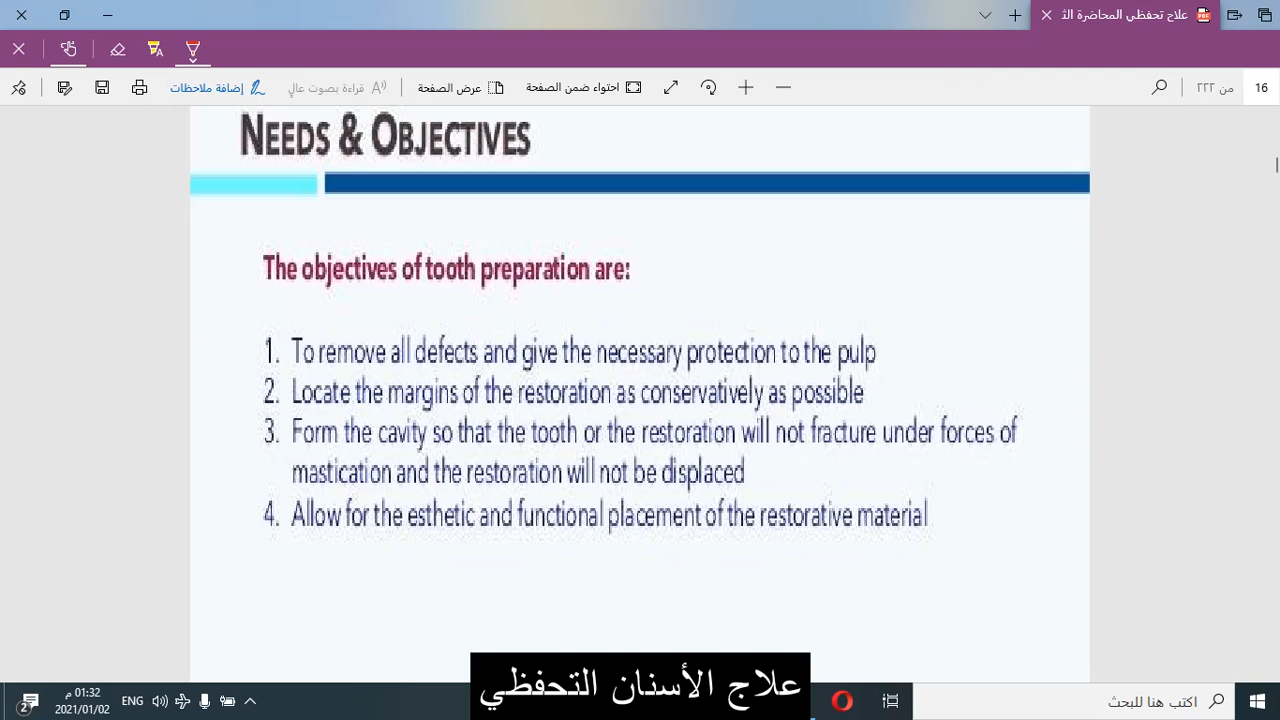 علاج تحفظي المحاضرة الث
16
من ٢٢٢
احتواء ضمن الصفحة
عرض الصفحة
قراءة بصوت عالٍ
إضافة ملاحظات
NEEDS & OBJECTIVES
The objectives of tooth preparation are:
1. To remove all defects and give the necessary protection to the pulp
2. Locate the margins of the restoration as conservatively as possible
3. Form the cavity so that the tooth or the restoration will not fracture under forces of
mastication and the restoration will not be displaced
4. Allow for the esthetic and functional placement of the restorative material
علاج الأسنان التحفظي
اكتب هنا للبحث
ENG
01:32 م
2021/01/02
2